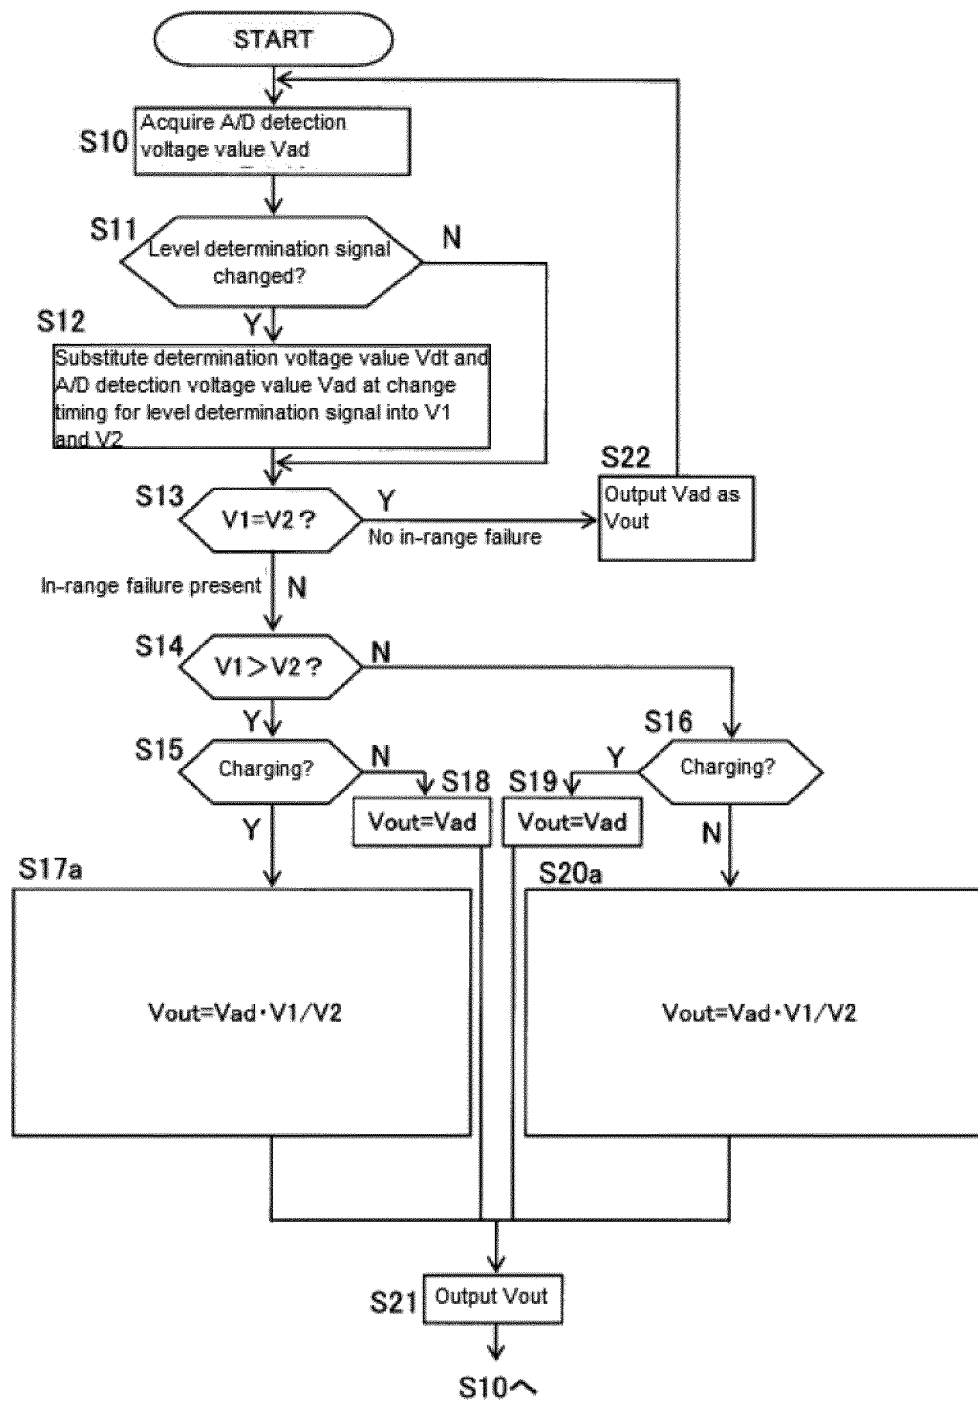 START
S10
Acquire A/D detection
voltage value Vad
S11
Level determination signal
changed?
N
Y
S12
Substitute determination voltage value Vdt and
A/D detection voltage value Vad at change
timing for level determination signal into V1
and V2
S13
V1=V2?
Y
No in-range failure
S22
Output Vad as
Vout
In-range failure present
N
S14
V1>V2?
N
Y
S15
Charging?
N
Y
S18
Vout=Vad
S16
Charging?
Y
N
S19
Vout=Vad
S17a
Vout=Vad·V1/V2
S20a
Vout=Vad·V1/V2
S21
Output Vout
S10へ